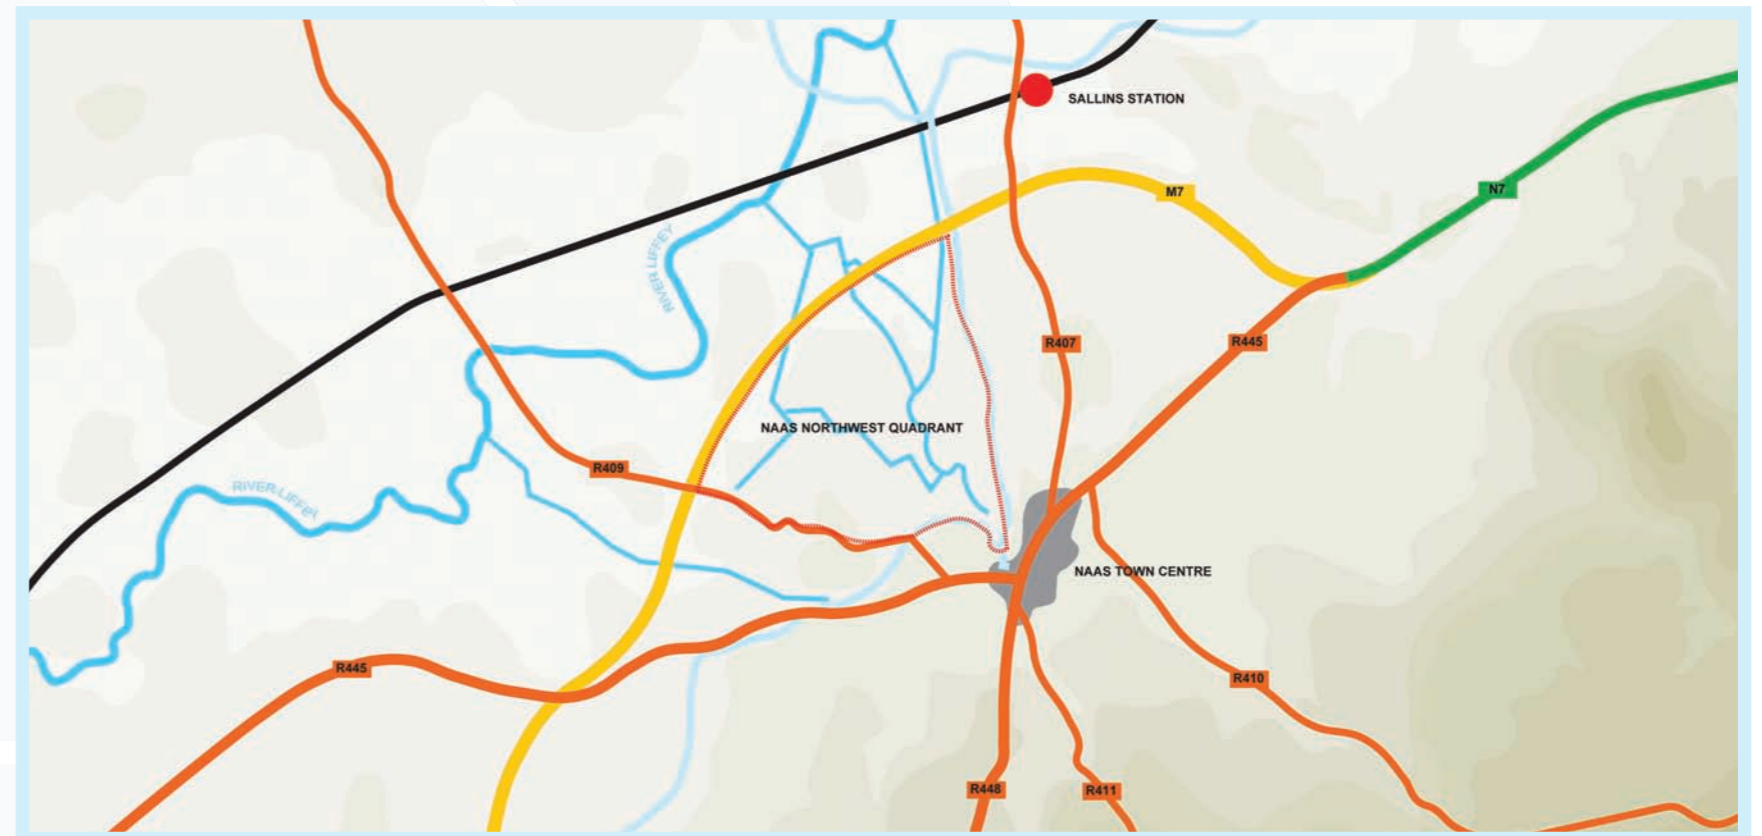 SALLINS STATION
M7
N7
RIVER LIFFEY
R407
R445
NAAS NORTHWEST QUADRANT
R409
RIVER LIFFEY
NAAS TOWN CENTRE
R445
R410
R448
R411